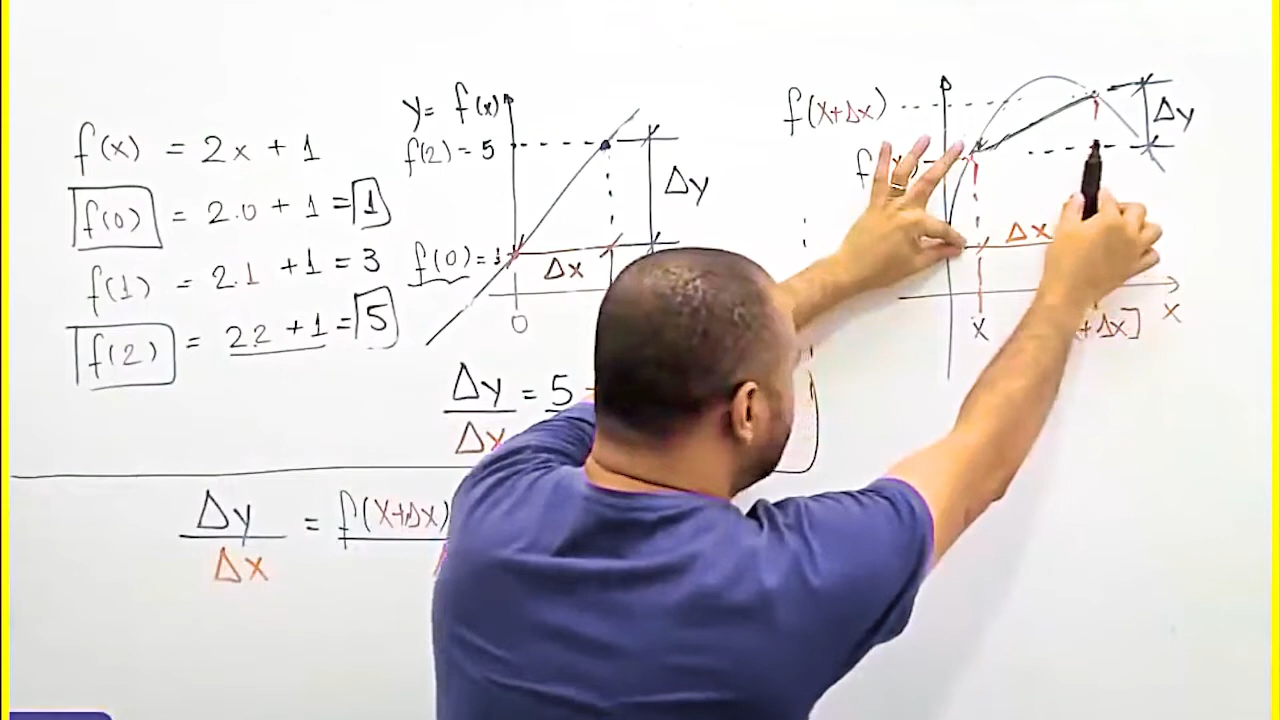 f(x) = 2x + 1
f(0) = 2.0 + 1 = 1
f(1) = 2.1 + 1 = 3
f(2) = 2.2 + 1 = 5
y = f(x)
f(2) = 5
Δy
f(0) = 1
Δx
0
Δy = 5
Δx
f(x+Δx)
Δy
Δx
x
+Δx]
x
Δy = f(x+Δx)
Δx